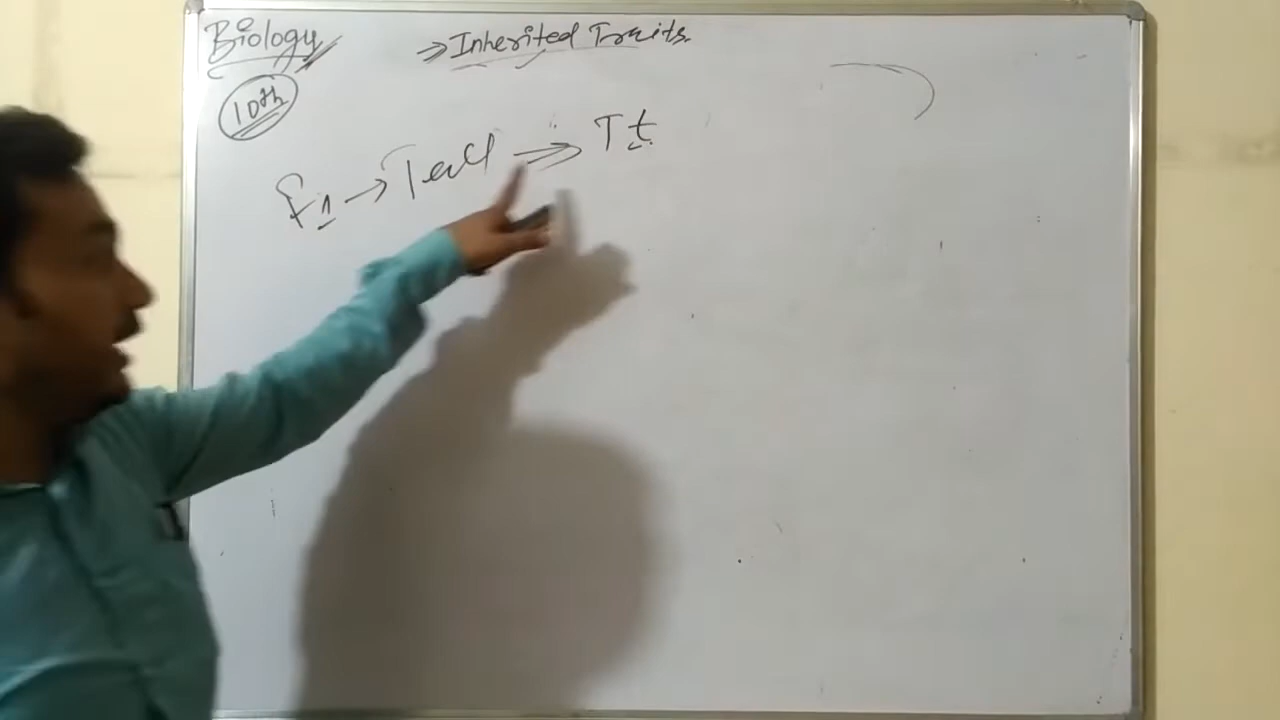 Biology
⇒ Inherited Traits.
10th
F1 → Tall ⇒ Tt